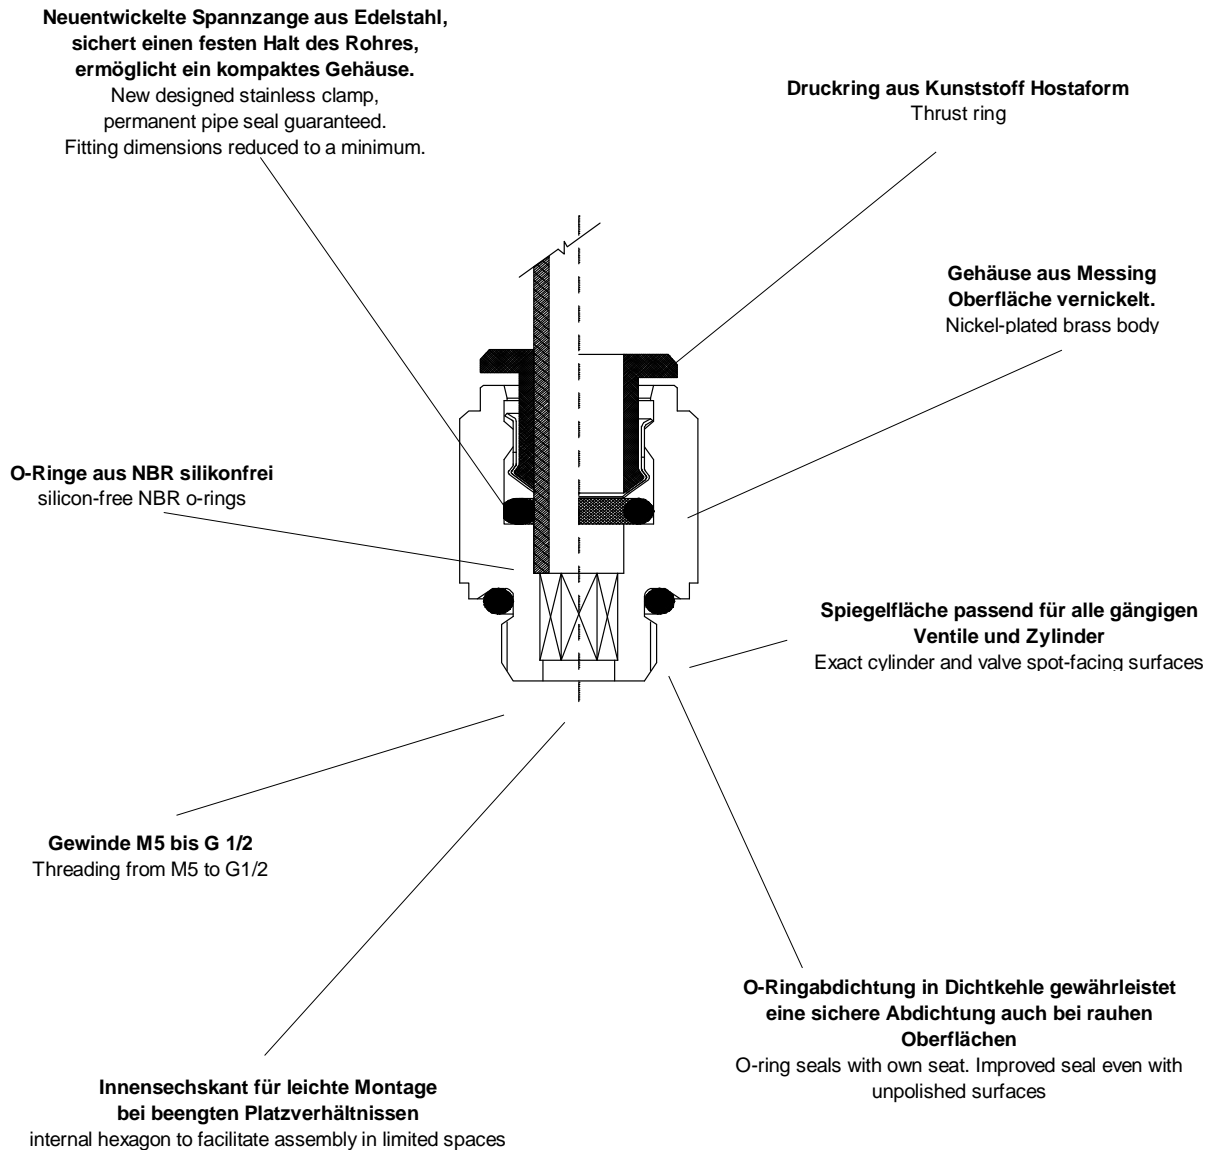 Neuentwickelte Spannzange aus Edelstahl,
sichert einen festen Halt des Rohres,
ermöglicht ein kompaktes Gehäuse.
New designed stainless clamp,
permanent pipe seal guaranteed.
Fitting dimensions reduced to a minimum.
Druckring aus Kunststoff Hostaform
Thrust ring
Gehäuse aus Messing
Oberfläche vernickelt.
Nickel-plated brass body
O-Ringe aus NBR silikonfrei
silicon-free NBR o-rings
Spiegelfläche passend für alle gängigen
Ventile und Zylinder
Exact cylinder and valve spot-facing surfaces
Gewinde M5 bis G 1/2
Threading from M5 to G1/2
O-Ringabdichtung in Dichtkehle gewährleistet
eine sichere Abdichtung auch bei rauhen
Oberflächen
O-ring seals with own seat. Improved seal even with
unpolished surfaces
Innensechskant für leichte Montage
bei beengten Platzverhältnissen
internal hexagon to facilitate assembly in limited spaces